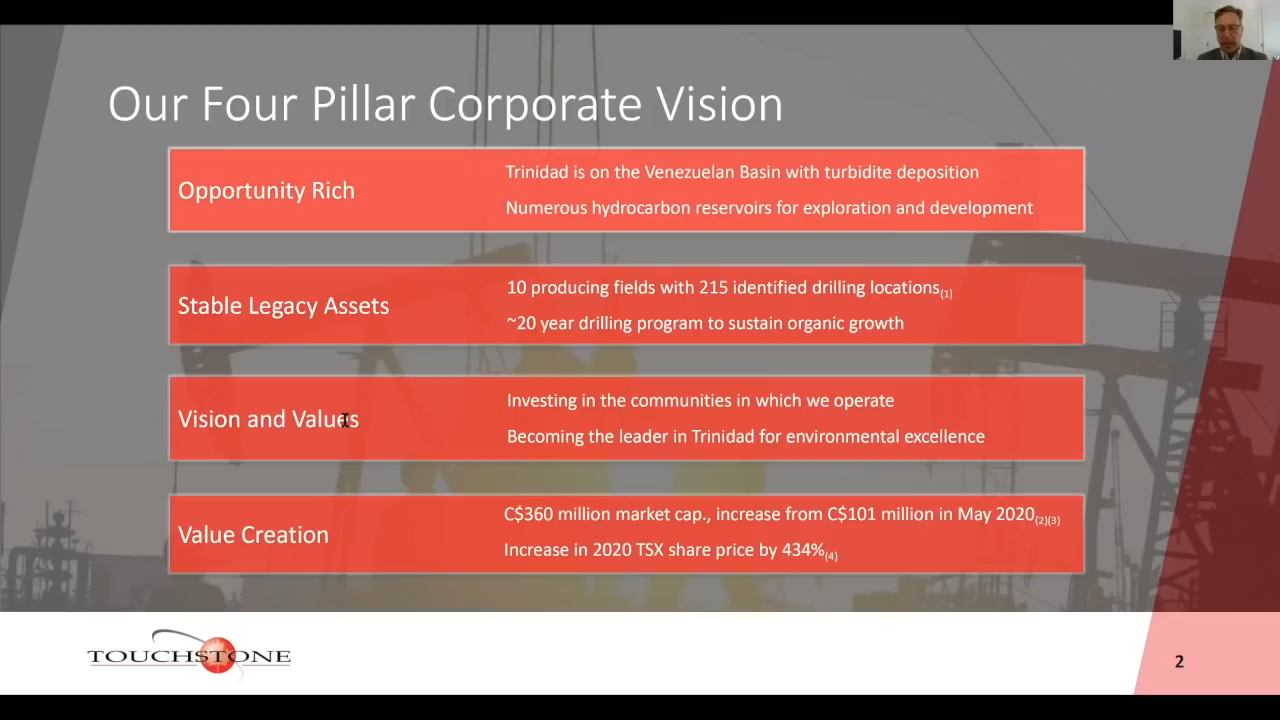 Our Four Pillar Corporate Vision
Opportunity Rich
Trinidad is on the Venezuelan Basin with turbidite deposition
Numerous hydrocarbon reservoirs for exploration and development
Stable Legacy Assets
10 producing fields with 215 identified drilling locations(1)
~20 year drilling program to sustain organic growth
Vision and Values
Investing in the communities in which we operate
Becoming the leader in Trinidad for environmental excellence
Value Creation
C$360 million market cap., increase from C$101 million in May 2020(2)(3)
Increase in 2020 TSX share price by 434%(4)
TOUCHSTONE
2